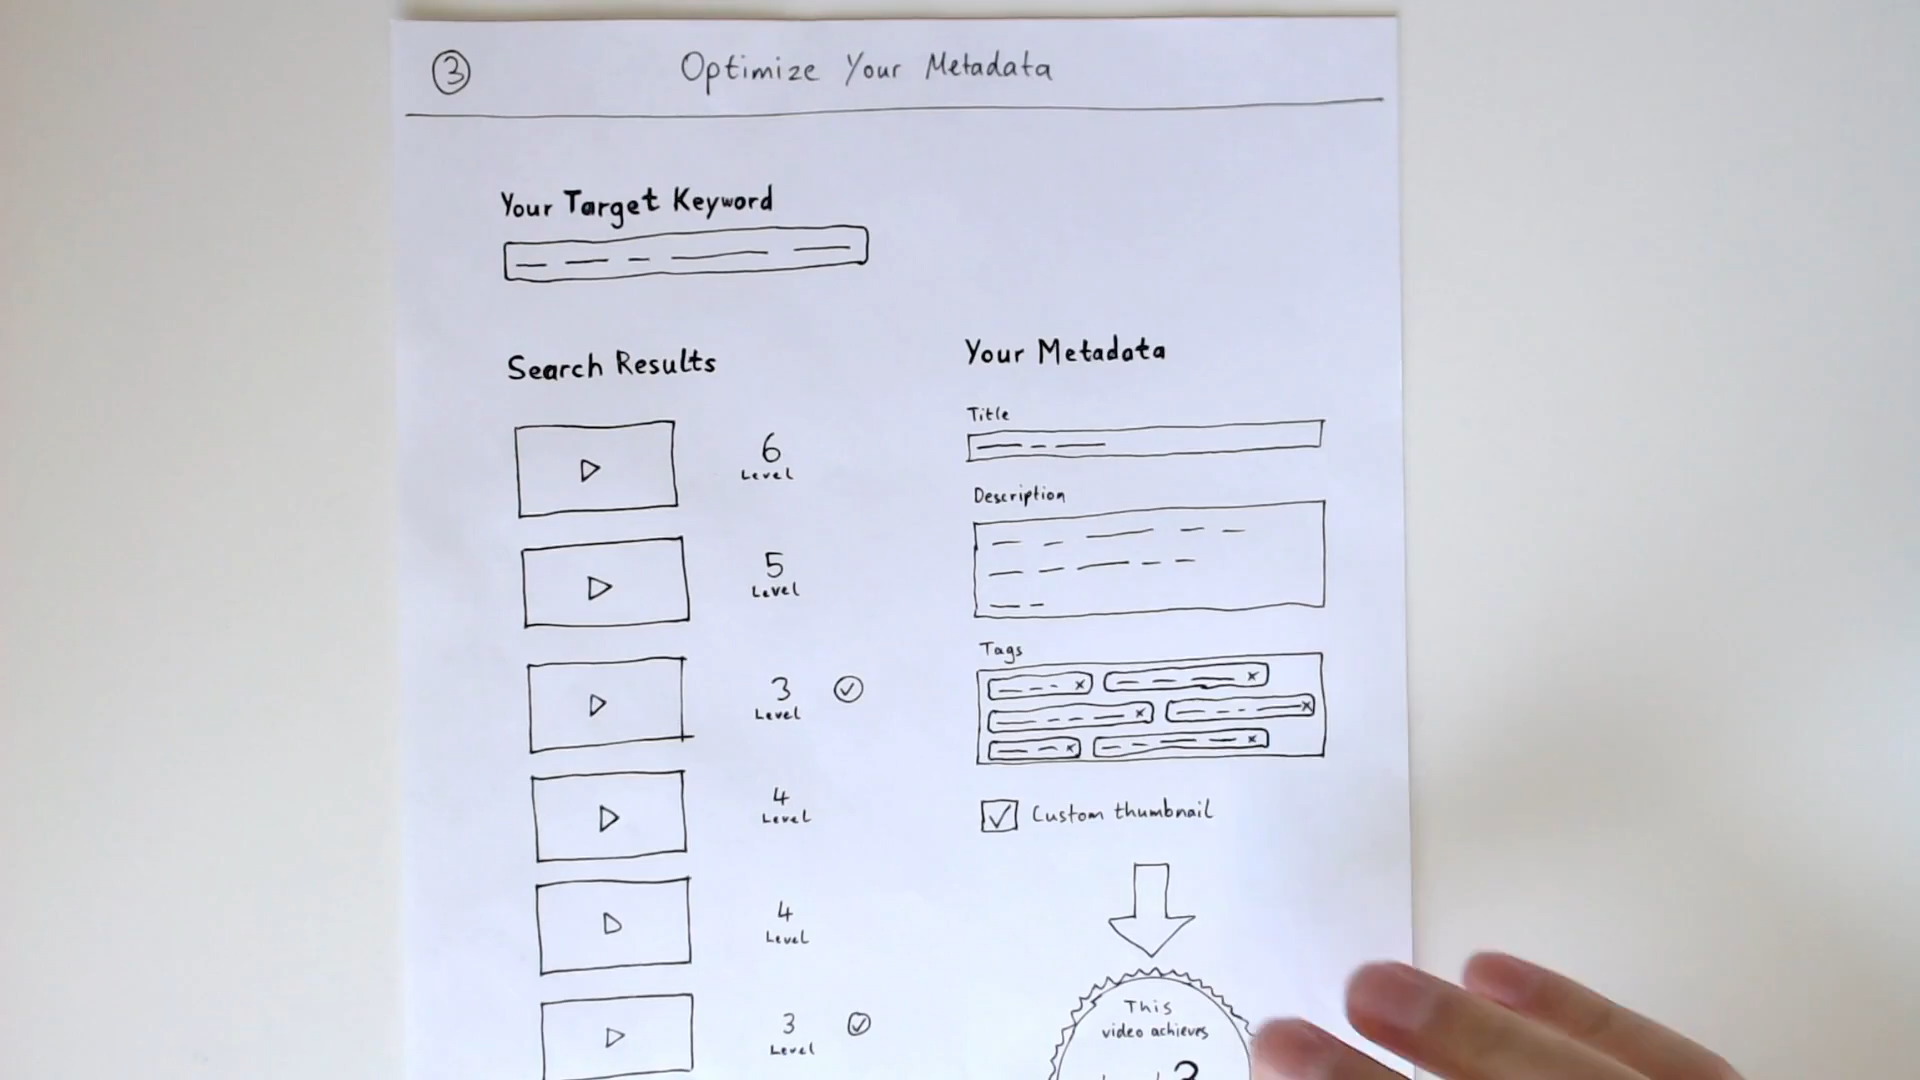 3
Optimize Your Metadata
Your Target Keyword
Search Results
6
Level
5
Level
3
Level
4
Level
4
Level
3
Level
Your Metadata
Title
Description
Tags
Custom thumbnail
This
video achieves
3